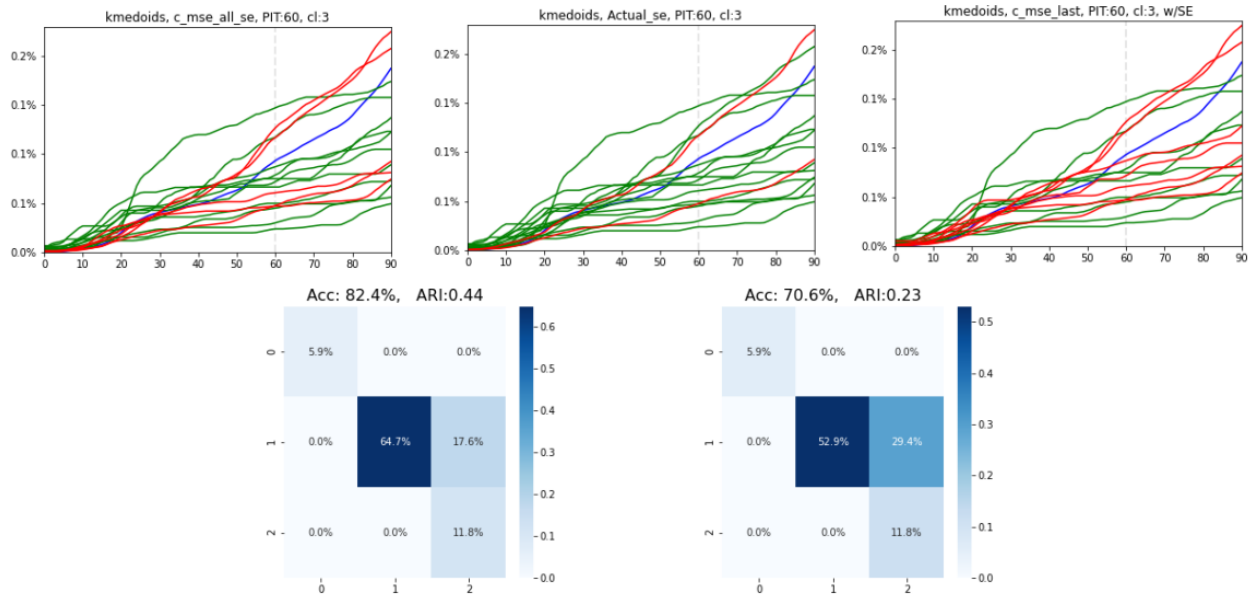 kmedoids, c_mse_all_se, PIT:60, cl:3
0.2%
0.1%
0.1%
0.1%
0.0%
0 10 20 30 40 50 60 70 80 90
kmedoids, Actual_se, PIT:60, cl:3
0.2%
0.1%
0.1%
0.1%
0.0%
0 10 20 30 40 50 60 70 80 90
kmedoids, c_mse_last, PIT:60, cl:3, w/SE
0.2%
0.1%
0.1%
0.1%
0.0%
0 10 20 30 40 50 60 70 80 90
Acc: 82.4%, ARI:0.44
0 5.9% 0.0% 0.0%
1 0.0% 64.7% 17.6%
2 0.0% 0.0% 11.8%
0 1 2
0.6
0.5
0.4
0.3
0.2
0.1
0.0
Acc: 70.6%, ARI:0.23
0 5.9% 0.0% 0.0%
1 0.0% 52.9% 29.4%
2 0.0% 0.0% 11.8%
0 1 2
0.5
0.4
0.3
0.2
0.1
0.0